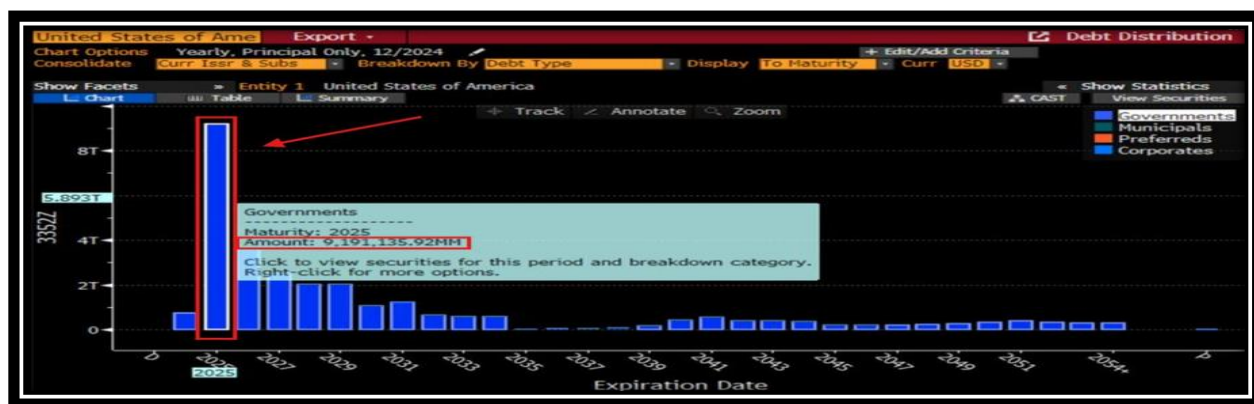 United States of Ame Export - Debt Distribution
Chart Options Yearly, Principal Only, 12/2024 + Edit/Add Criteria
Consolidate Curr Issr & Subs Breakdown By Debt Type Display To Maturity Curr USD
Show Facets » Entity 1 United States of America « Show Statistics
Chart Table Summary CAST View Securities
Track Annotate Zoom
Governments
Municipals
Preferreds
Corporates
8T
5.893T
4T
2T
0
Governments
--------------------
Maturity: 2025
Amount: 9,191,135.92MM
Click to view securities for this period and breakdown category.
Right-click for more options.
D 2025 2027 2029 2031 2033 2035 2037 2039 2041 2043 2045 2047 2049 2051 2054+ P
2025
Expiration Date